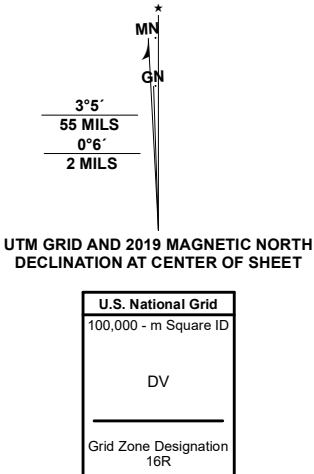 MN
GN
3°5´
55 MILS
0°6´
2 MILS
UTM GRID AND 2019 MAGNETIC NORTH
DECLINATION AT CENTER OF SHEET
U.S. National Grid
100,000 - m Square ID
DV
Grid Zone Designation
16R